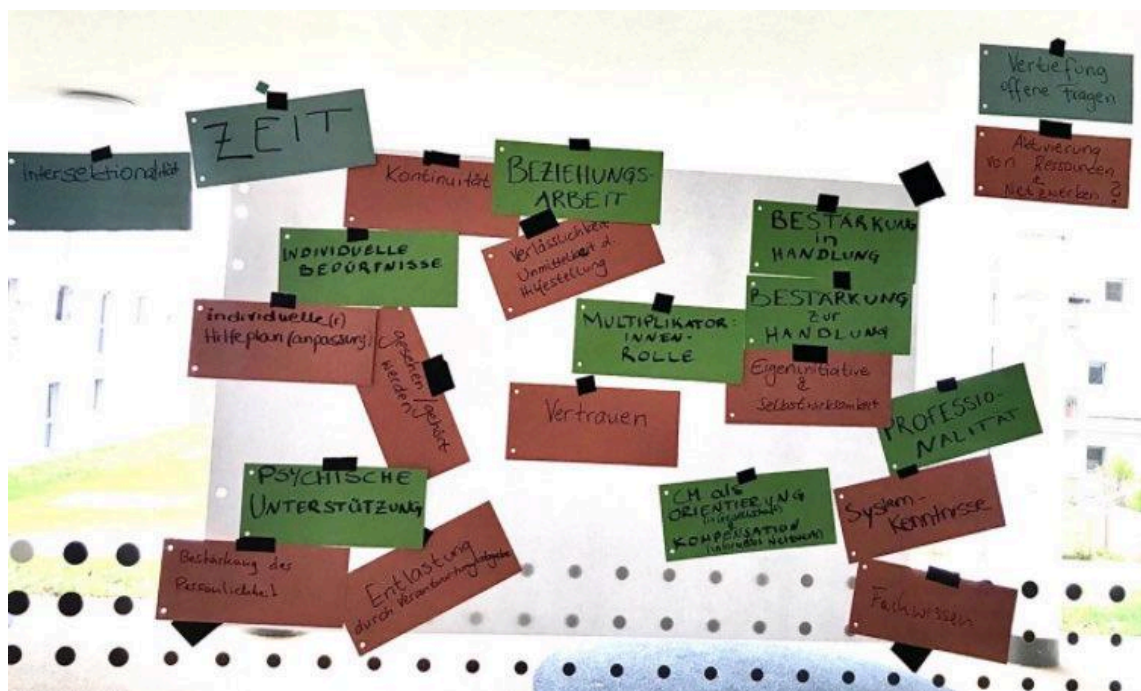 Vertiefung
offene Fragen
Aktivierung
von Ressourcen
&
Netzwerken?
ZEIT
Intersektionalität
Kontinuität
BEZIEHUNGS-
ARBEIT
Verlässlichkeit
Unmittelbarkeit d.
Hilfestellung
INDIVIDUELLE
BEDÜRFNISSE
individuelle(r)
Hilfeplan(anpassung)
gesehen/gehört
werden
BESTÄRKUNG
in
HANDLUNG
BESTÄRKUNG
zur
HANDLUNG
Eigeninitiative
&
Selbstwirksamkeit
MULTIPLIKATOR:
INNEN-
ROLLE
Vertrauen
PROFESSIO-
NALITÄT
System-
Kenntnisse
Fachwissen
CM als
ORIENTIERUNG
&
KOMPENSATION
PSYCHISCHE
UNTERSTÜTZUNG
Bestärkung der
Persönlichkeit
Entlastung
durch Verantwortungsabgabe